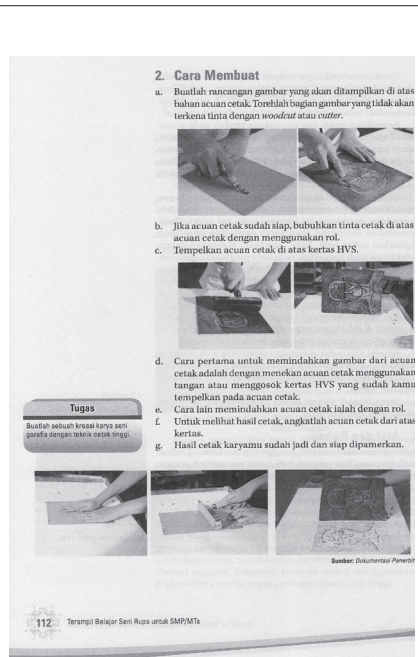 2. Cara Membuat
a. Buatlah rancangan gambar yang akan ditampilkan di atas
bahan acuan cetak. Torehlah bagian gambar yang tidak akan
terkena tinta dengan woodcut atau cutter.
b. Jika acuan cetak sudah siap, bubuhkan tinta cetak di atas
acuan cetak dengan menggunakan rol.
c. Tempelkan acuan cetak di atas kertas HVS.
d. Cara pertama untuk memindahkan gambar dari acuan
cetak adalah dengan menekan acuan cetak menggunakan
tangan atau menggosok kertas HVS yang sudah kamu
tempelkan pada acuan cetak.
e. Cara lain memindahkan acuan cetak ialah dengan rol.
f. Untuk melihat hasil cetak, angkatlah acuan cetak dari atas
kertas.
g. Hasil cetak karyamu sudah jadi dan siap dipamerkan.
Tugas
Buatlah sebuah kreasi karya seni
garafis dengan teknik cetak tinggi.
Sumber: Dokumentasi Penerbit
112 Terampil Belajar Seni Rupa untuk SMP/MTs